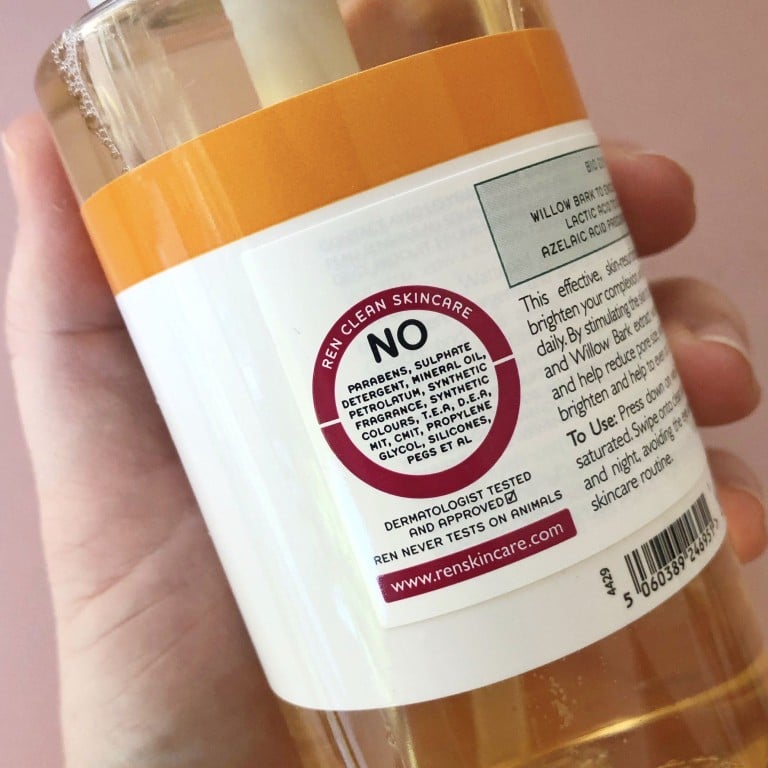 REN CLEAN SKINCARE
NO
PARABENS, SULPHATE
DETERGENT, MINERAL OIL,
PETROLATUM, SYNTHETIC
FRAGRANCE, SYNTHETIC
COLOURS, T.E.A, D.E.A,
MIT, CMIT, PROPYLENE
GLYCOL, SILICONES,
PEGS ET AL
DERMATOLOGIST TESTED
AND APPROVED ☑
REN NEVER TESTS ON ANIMALS
www.renskincare.com
BIO
WILLOW BARK TO
LACTIC ACID
AZELAIC ACID
This effective,
brighten your complexion
daily. By stimulating the
and Willow Bark extract
and help reduce pore size
brighten and help to
To Use: Press down on
saturated. Swipe onto
and night, avoiding the
skincare routine.
4429
5 060389 246959